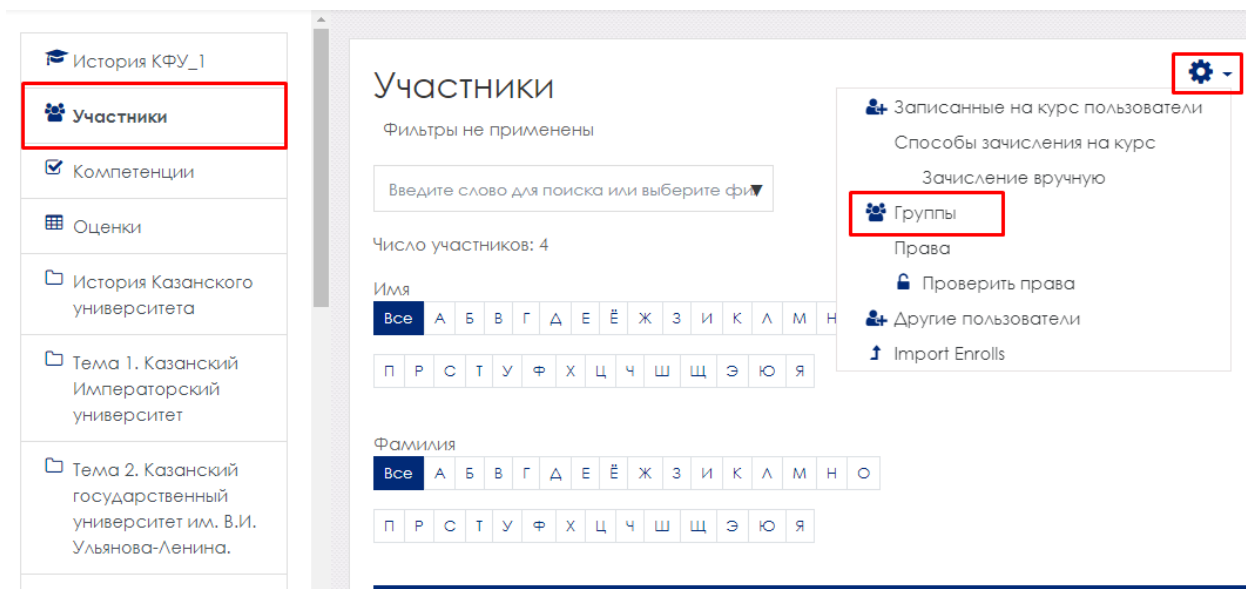 История КФУ_1
Участники
Компетенции
Оценки
История Казанского
университета
Тема 1. Казанский
Императорский
университет
Тема 2. Казанский
государственный
университет им. В.И.
Ульянова-Ленина.
Участники
Фильтры не применены
Введите слово для поиска или выберите фи
Число участников: 4
Имя
Все А Б В Г Д Е Ё Ж З И К Л М Н
П Р С Т У Ф Х Ц Ч Ш Щ Э Ю Я
Фамилия
Все А Б В Г Д Е Ё Ж З И К Л М Н О
П Р С Т У Ф Х Ц Ч Ш Щ Э Ю Я
Записанные на курс пользователи
Способы зачисления на курс
Зачисление вручную
Группы
Права
Проверить права
Другие пользователи
Import Enrolls